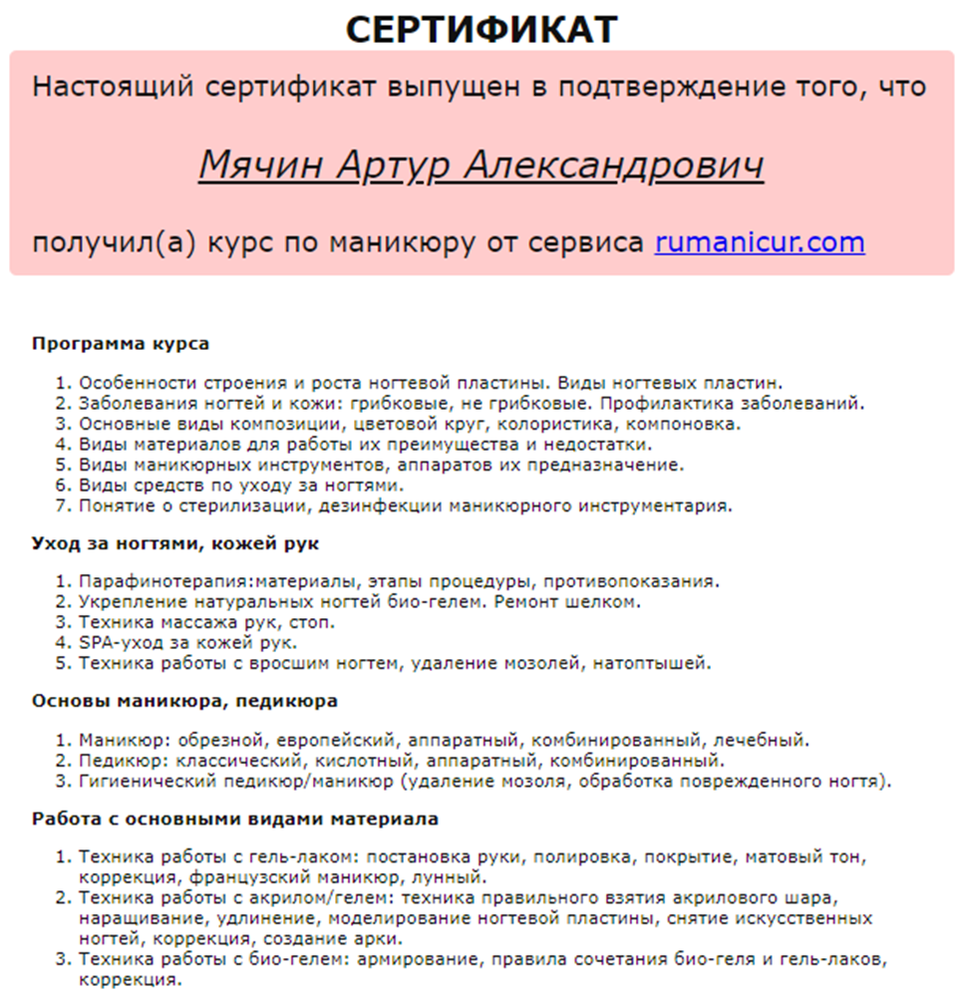 СЕРТИФИКАТ
Настоящий сертификат выпущен в подтверждение того, что
Мячин Артур Александрович
получил(а) курс по маникюру от сервиса rumanicur.com
Программа курса
1. Особенности строения и роста ногтевой пластины. Виды ногтевых пластин.
2. Заболевания ногтей и кожи: грибковые, не грибковые. Профилактика заболеваний.
3. Основные виды композиции, цветовой круг, колористика, компоновка.
4. Виды материалов для работы их преимущества и недостатки.
5. Виды маникюрных инструментов, аппаратов их предназначение.
6. Виды средств по уходу за ногтями.
7. Понятие о стерилизации, дезинфекции маникюрного инструментария.
Уход за ногтями, кожей рук
1. Парафинотерапия:материалы, этапы процедуры, противопоказания.
2. Укрепление натуральных ногтей био-гелем. Ремонт шелком.
3. Техника массажа рук, стоп.
4. SPA-уход за кожей рук.
5. Техника работы с вросшим ногтем, удаление мозолей, натоптышей.
Основы маникюра, педикюра
1. Маникюр: обрезной, европейский, аппаратный, комбинированный, лечебный.
2. Педикюр: классический, кислотный, аппаратный, комбинированный.
3. Гигиенический педикюр/маникюр (удаление мозоля, обработка поврежденного ногтя).
Работа с основными видами материала
1. Техника работы с гель-лаком: постановка руки, полировка, покрытие, матовый тон,
коррекция, французский маникюр, лунный.
2. Техника работы с акрилом/гелем: техника правильного взятия акрилового шара,
наращивание, удлинение, моделирование ногтевой пластины, снятие искусственных
ногтей, коррекция, создание арки.
3. Техника работы с био-гелем: армирование, правила сочетания био-геля и гель-лаков,
коррекция.